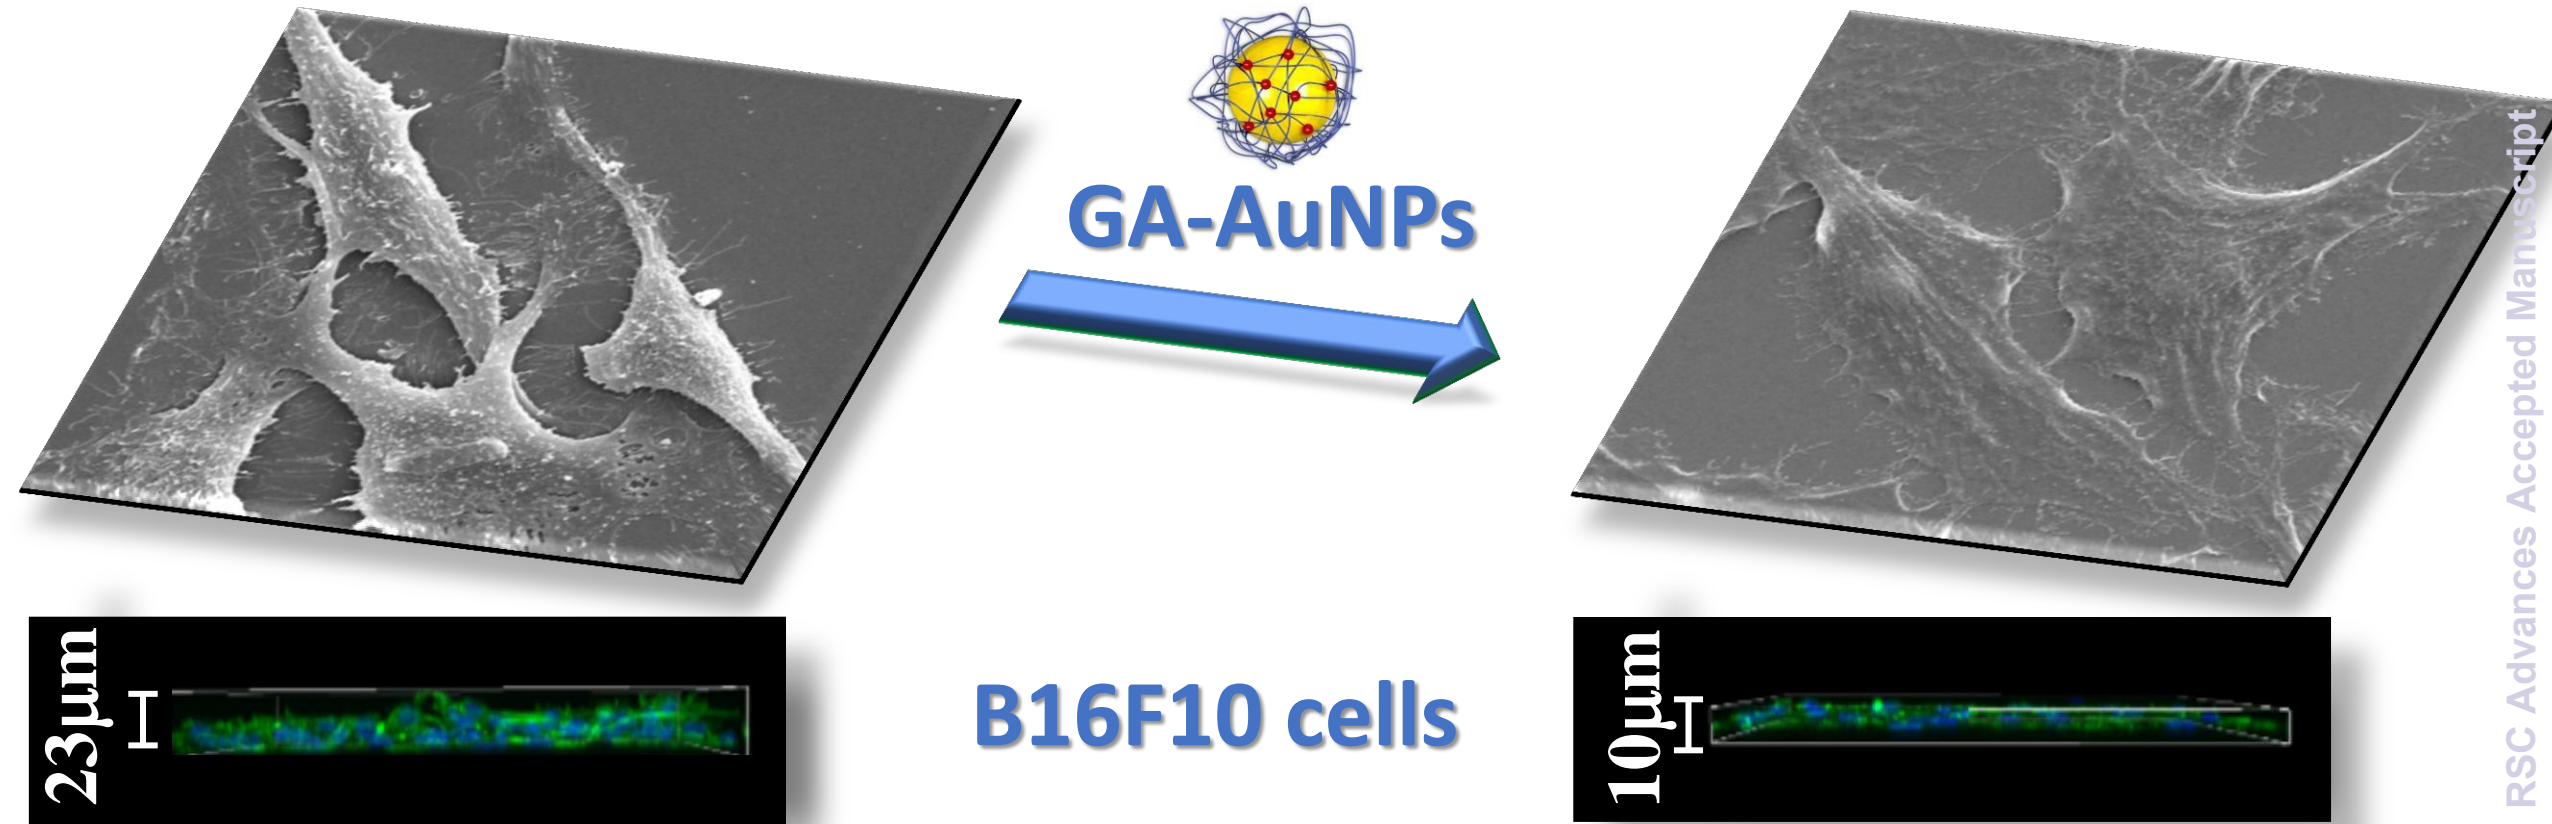 GA-AuNPs
23µm
B16F10 cells
10µm
RSC Advances Accepted Manuscript